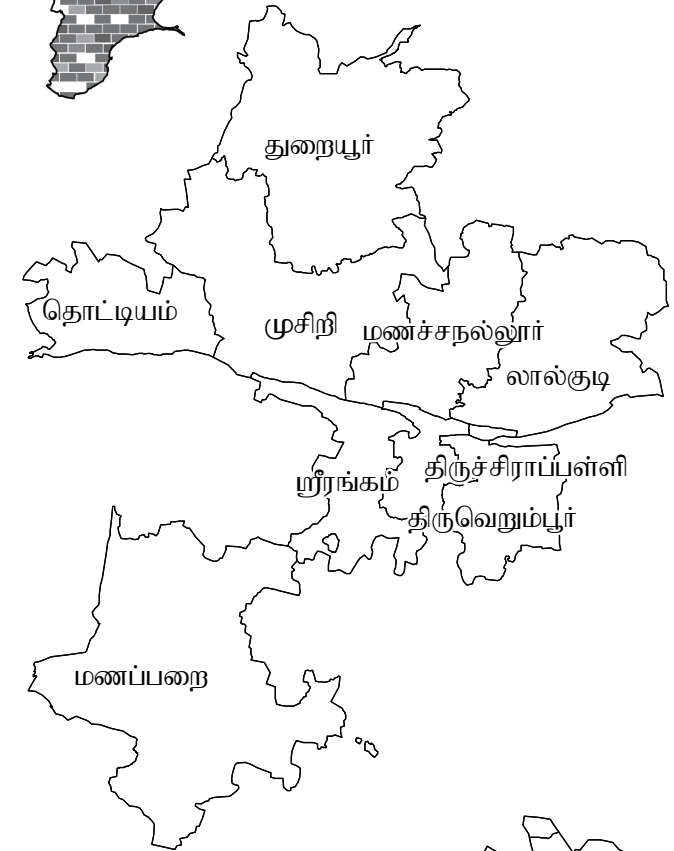 துறையூர்
தொட்டியம்
முசிறி
மணச்சநல்லூர்
லால்குடி
ஸ்ரீரங்கம்
திருச்சிராப்பள்ளி
திருவெறும்பூர்
மணப்பறை